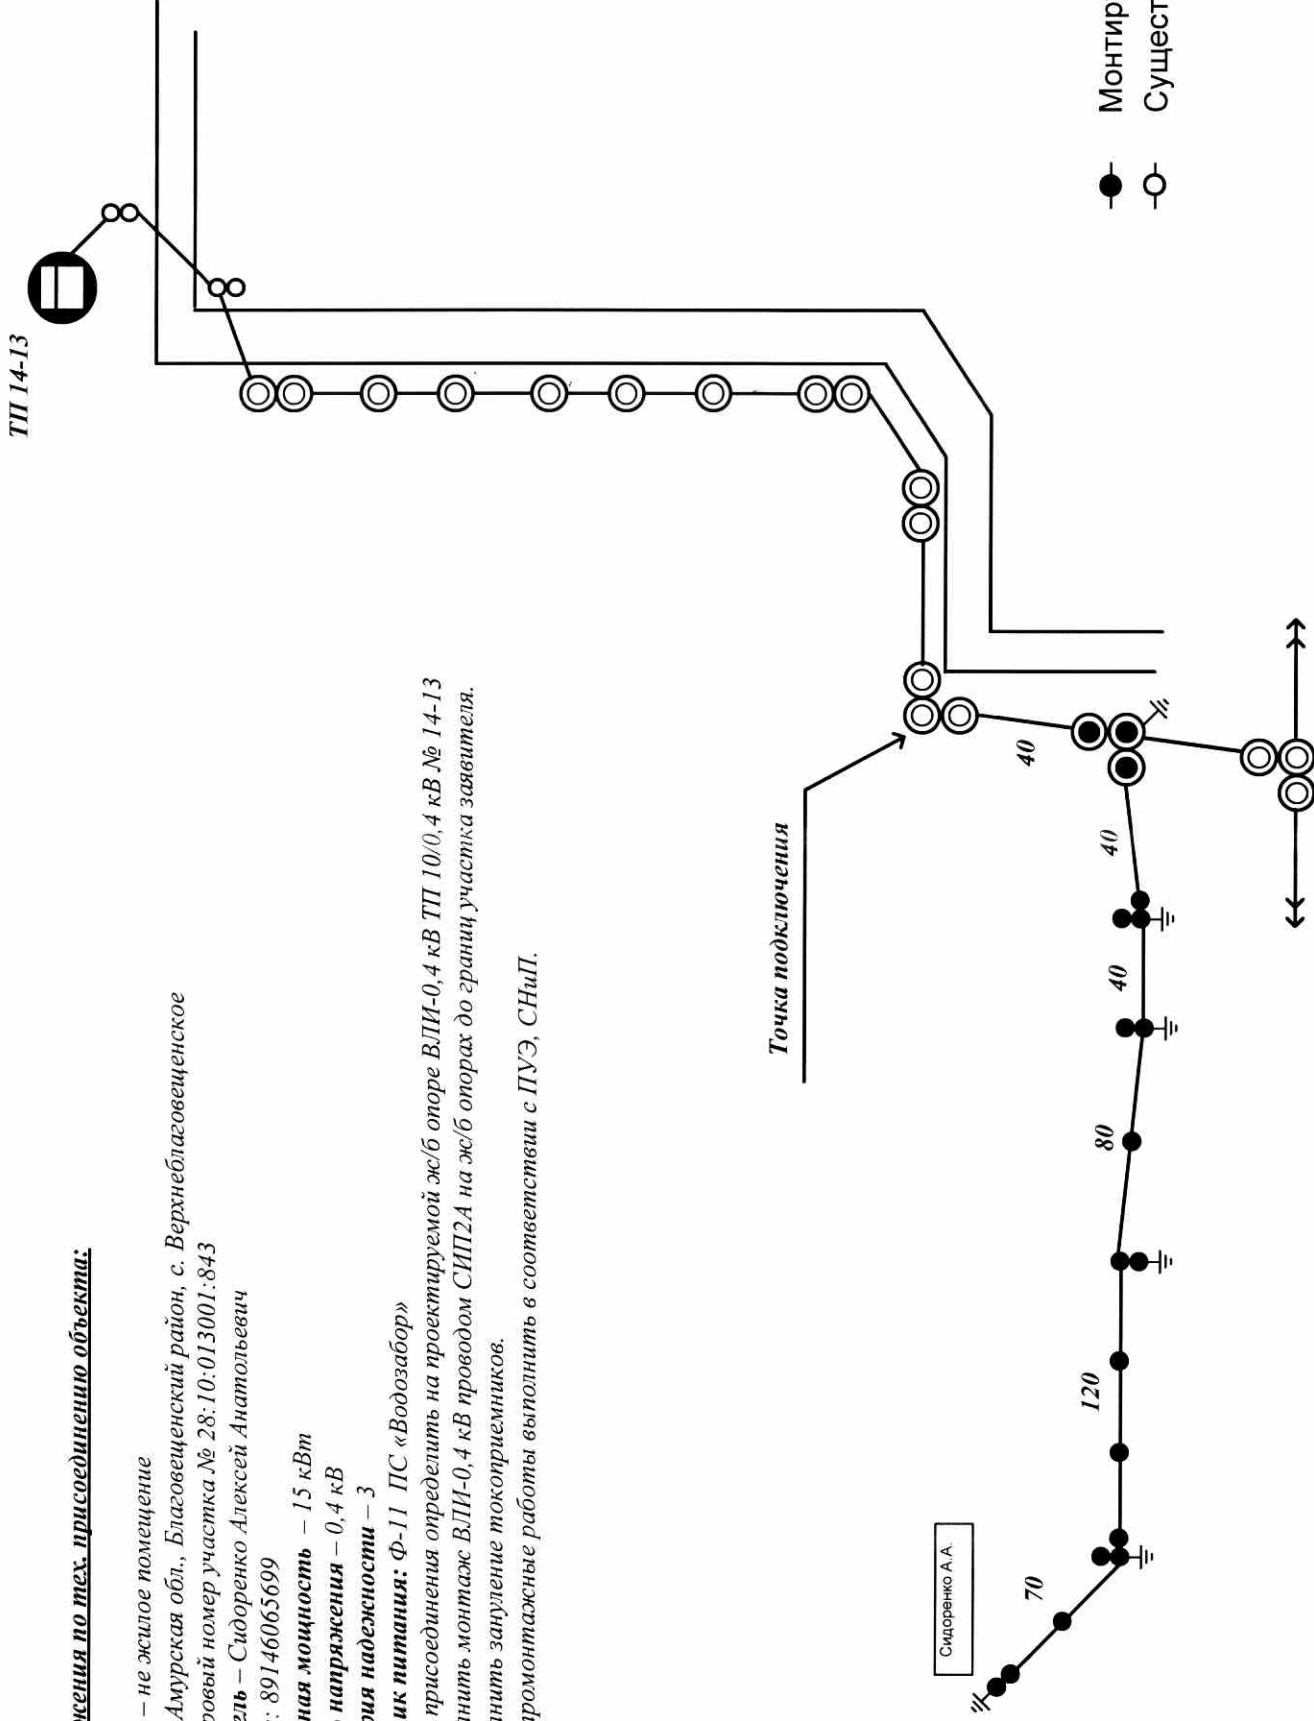 жения по тех. присоединению объекта:
– не жилое помещение
Амурская обл., Благовещенский район, с. Верхнеблаговещенское
ровый номер участка № 28:10:013001:843
ель – Сидоренко Алексей Анатольевич
: 89146065699
ная мощность – 15 кВт
напряжения – 0,4 кВ
рия надежности – 3
ик питания: Ф-11 ПС «Водозабор»
присоединения определить на проектируемой ж/б опоре ВЛИ-0,4 кВ ТП 10/0,4 кВ № 14-13
нить монтаж ВЛИ-0,4 кВ проводом СИП2А на ж/б опорах до границ участка заявителя.
нить зануление токоприемников.
промонтажные работы выполнить в соответствии с ПУЭ, СНиП.
ТП 14-13
Точка подключения
Сидоренко А.А.
70
120
80
40
40
40
Монтир
Сущест